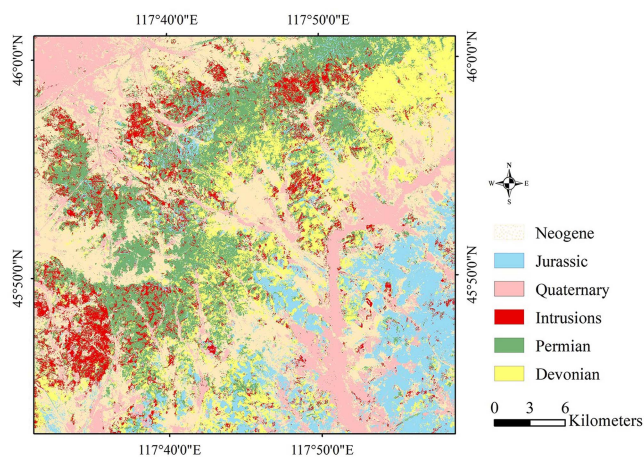 117°40'0"E 117°50'0"E
46°0'0"N 46°0'0"N
N
W E
S
Neogene
Jurassic
45°50'0"N 45°50'0"N
Quaternary
Intrusions
Permian
Devonian
0 3 6
Kilometers
117°40'0"E 117°50'0"E